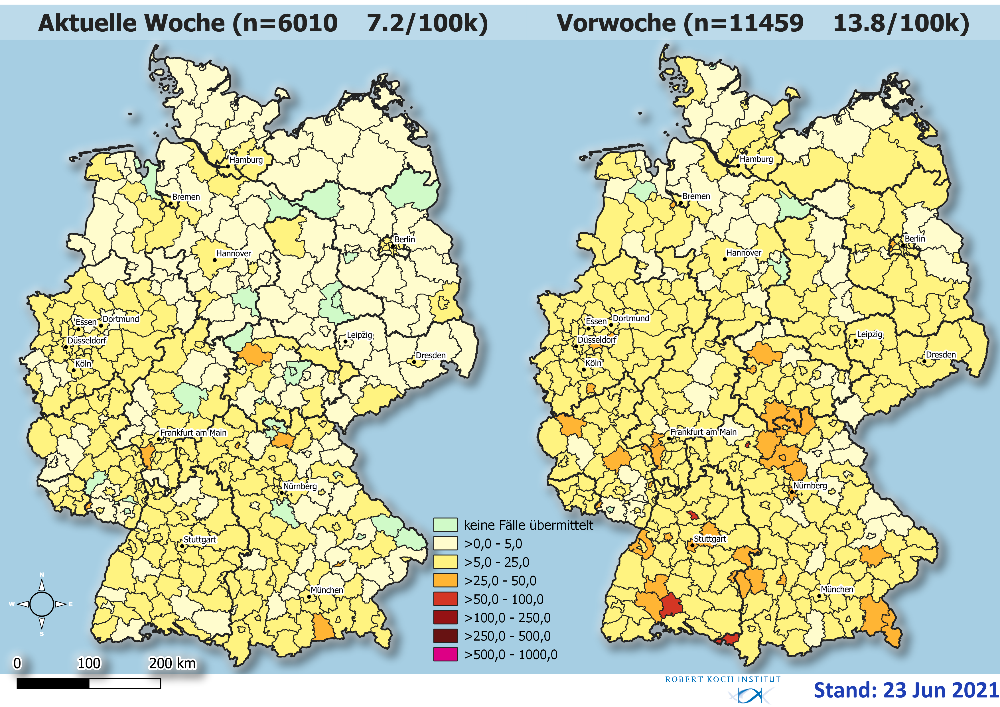 Aktuelle Woche (n=6010 7.2/100k)
Vorwoche (n=11459 13.8/100k)
Hamburg
Bremen
Berlin
Hannover
Essen
Dortmund
Düsseldorf
Leipzig
Köln
Dresden
Frankfurt am Main
Nürnberg
Stuttgart
München
Hamburg
Bremen
Berlin
Hannover
Essen
Dortmund
Düsseldorf
Leipzig
Köln
Dresden
Frankfurt am Main
Nürnberg
Stuttgart
München
keine Fälle übermittelt
>0,0 - 5,0
>5,0 - 25,0
>25,0 - 50,0
>50,0 - 100,0
>100,0 - 250,0
>250,0 - 500,0
>500,0 - 1000,0
N
W E
S
0 100 200 km
ROBERT KOCH INSTITUT
Stand: 23 Jun 2021